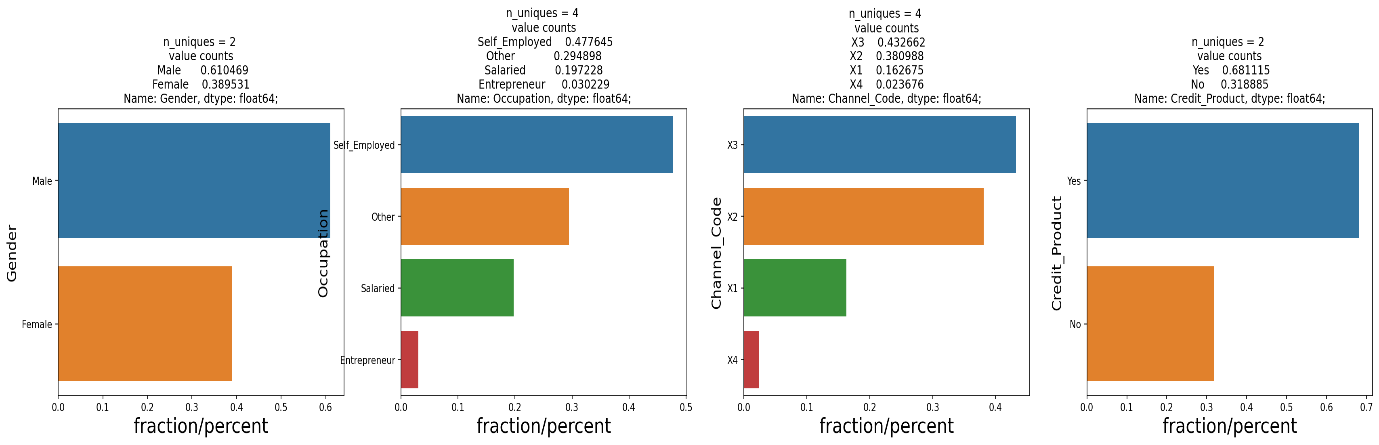 n_uniques = 2
value counts
Male 0.610469
Female 0.389531
Name: Gender, dtype: float64;
Gender
Male
Female
0.0 0.1 0.2 0.3 0.4 0.5 0.6
fraction/percent
n_uniques = 4
value counts
Self_Employed 0.477645
Other 0.294898
Salaried 0.197228
Entrepreneur 0.030229
Name: Occupation, dtype: float64;
Occupation
Self_Employed
Other
Salaried
Entrepreneur
0.0 0.1 0.2 0.3 0.4 0.5
fraction/percent
n_uniques = 4
value counts
X3 0.432662
X2 0.380988
X1 0.162675
X4 0.023676
Name: Channel_Code, dtype: float64;
Channel_Code
X3
X2
X1
X4
0.0 0.1 0.2 0.3 0.4
fraction/percent
n_uniques = 2
value counts
Yes 0.681115
No 0.318885
Name: Credit_Product, dtype: float64;
Credit_Product
Yes
No
0.0 0.1 0.2 0.3 0.4 0.5 0.6 0.7
fraction/percent